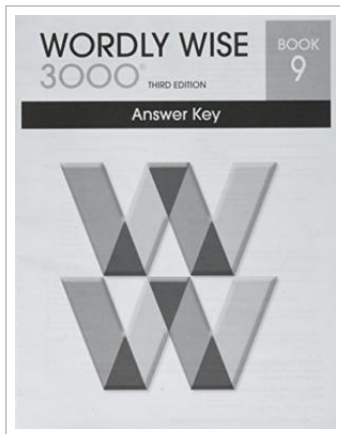 WORDLY WISE
BOOK
3000®
9
THIRD EDITION
Answer Key